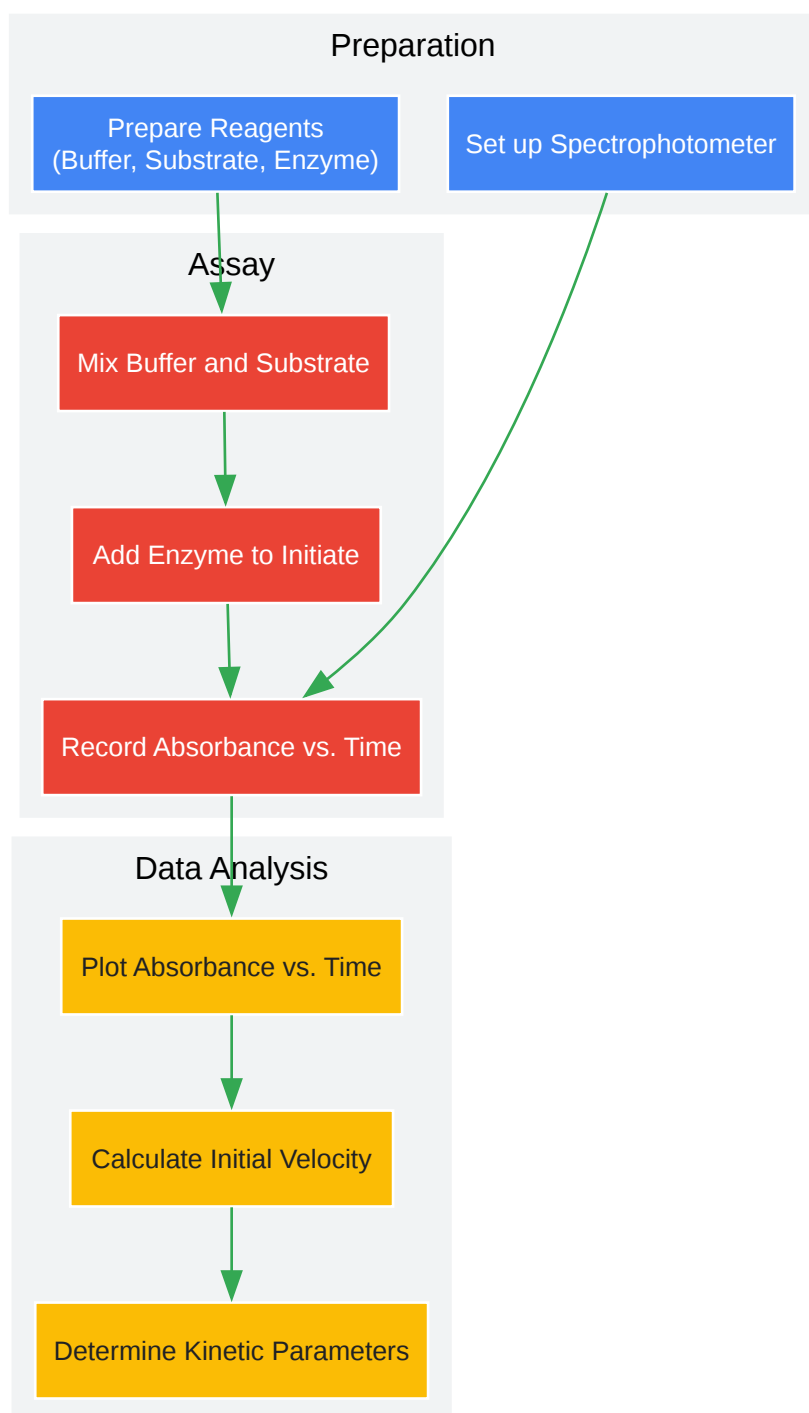 Preparation
Prepare Reagents
(Buffer, Substrate, Enzyme)
Set up Spectrophotometer
Assay
Mix Buffer and Substrate
Add Enzyme to Initiate
Record Absorbance vs. Time
Data Analysis
Plot Absorbance vs. Time
Calculate Initial Velocity
Determine Kinetic Parameters